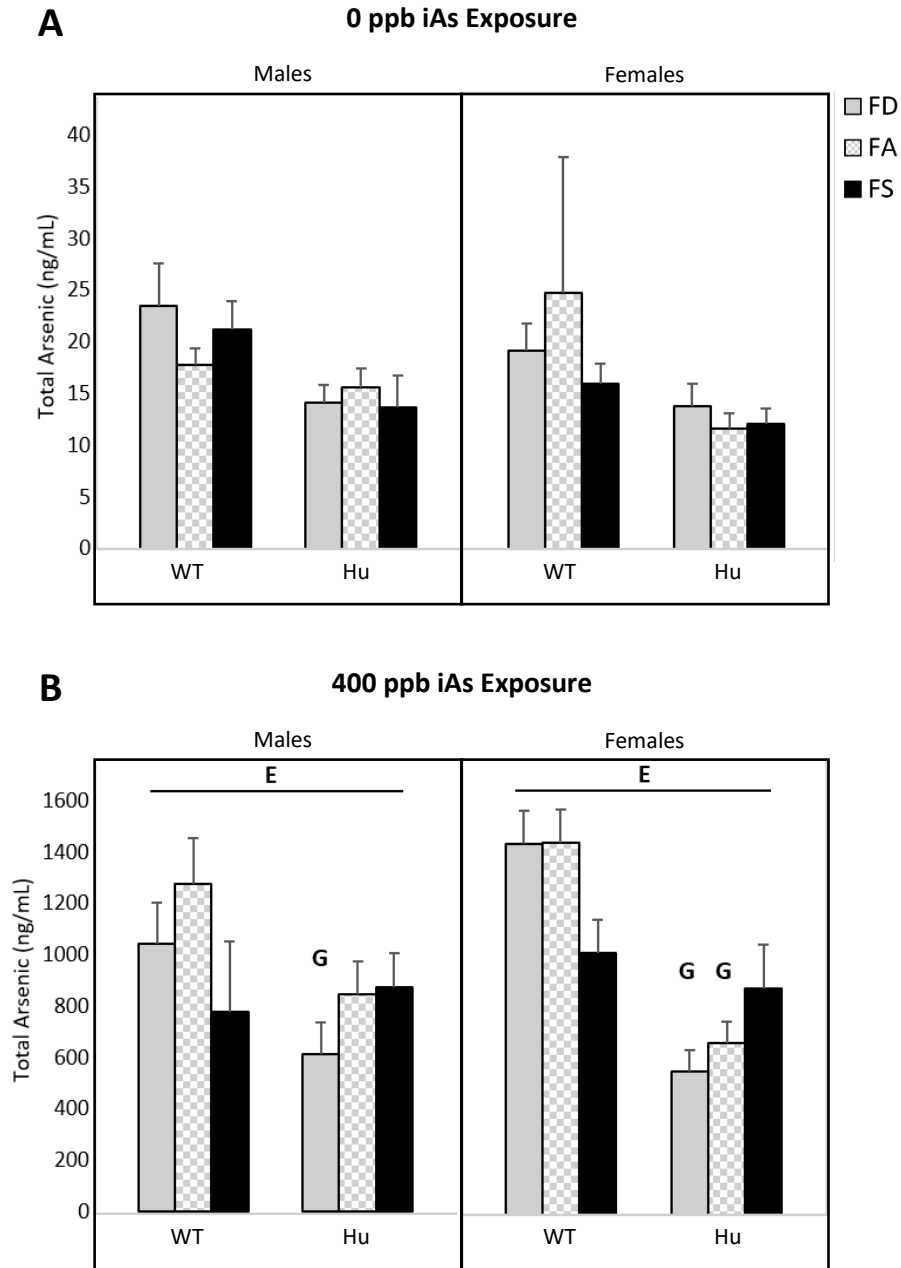 A
0 ppb iAs Exposure
Males
Females
FD
FA
FS
Total Arsenic (ng/mL)
40
35
30
25
20
15
10
5
0
WT
Hu
WT
Hu
B
400 ppb iAs Exposure
Males
Females
E
E
Total Arsenic (ng/mL)
1600
1400
1200
1000
800
600
400
200
0
G
G G
WT
Hu
WT
Hu